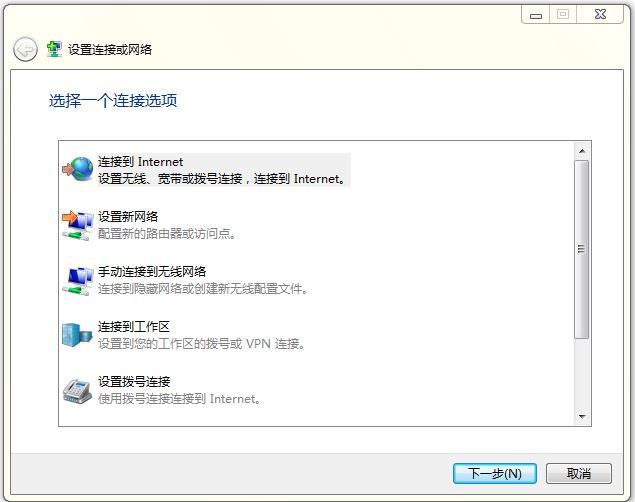 设置连接或网络
选择一个连接选项
连接到 Internet
设置无线、宽带或拨号连接，连接到 Internet。
设置新网络
配置新的路由器或访问点。
手动连接到无线网络
连接到隐藏网络或创建新无线配置文件。
连接到工作区
设置到您的工作区的拨号或 VPN 连接。
设置拨号连接
使用拨号连接连接到 Internet。
下一步(N)
取消